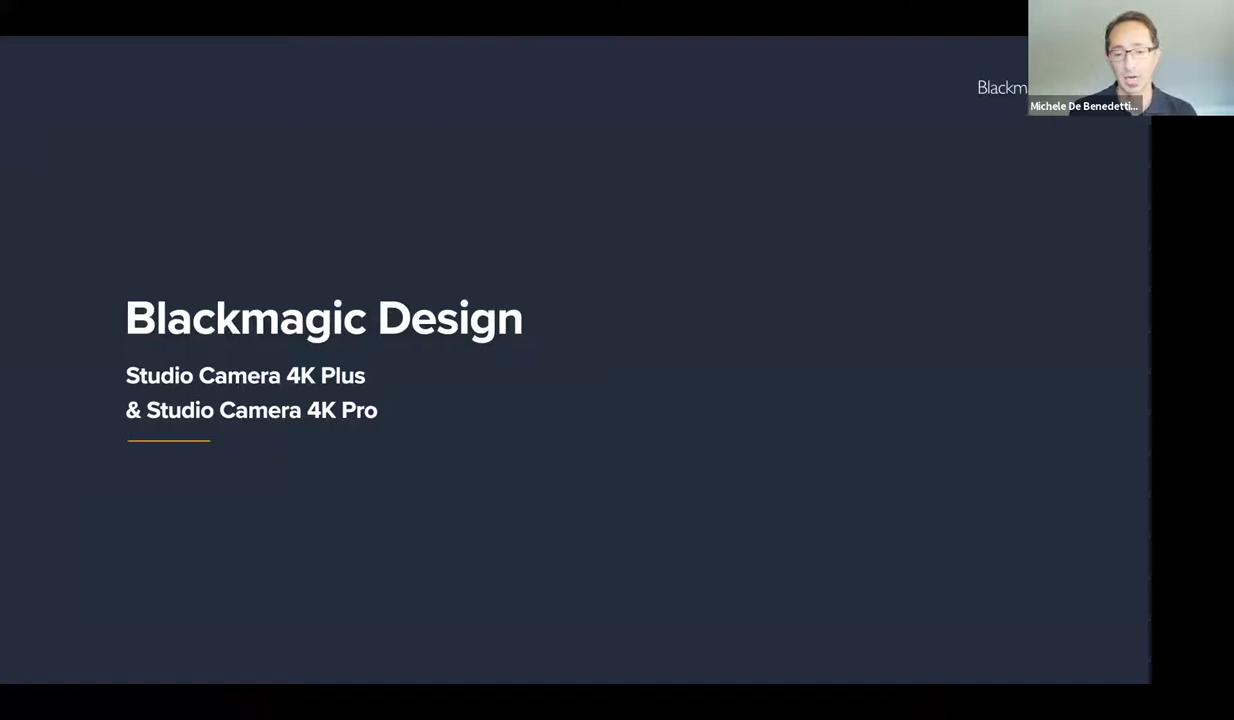 Blackm
Michele De Benedetti...
Blackmagic Design
Studio Camera 4K Plus
& Studio Camera 4K Pro